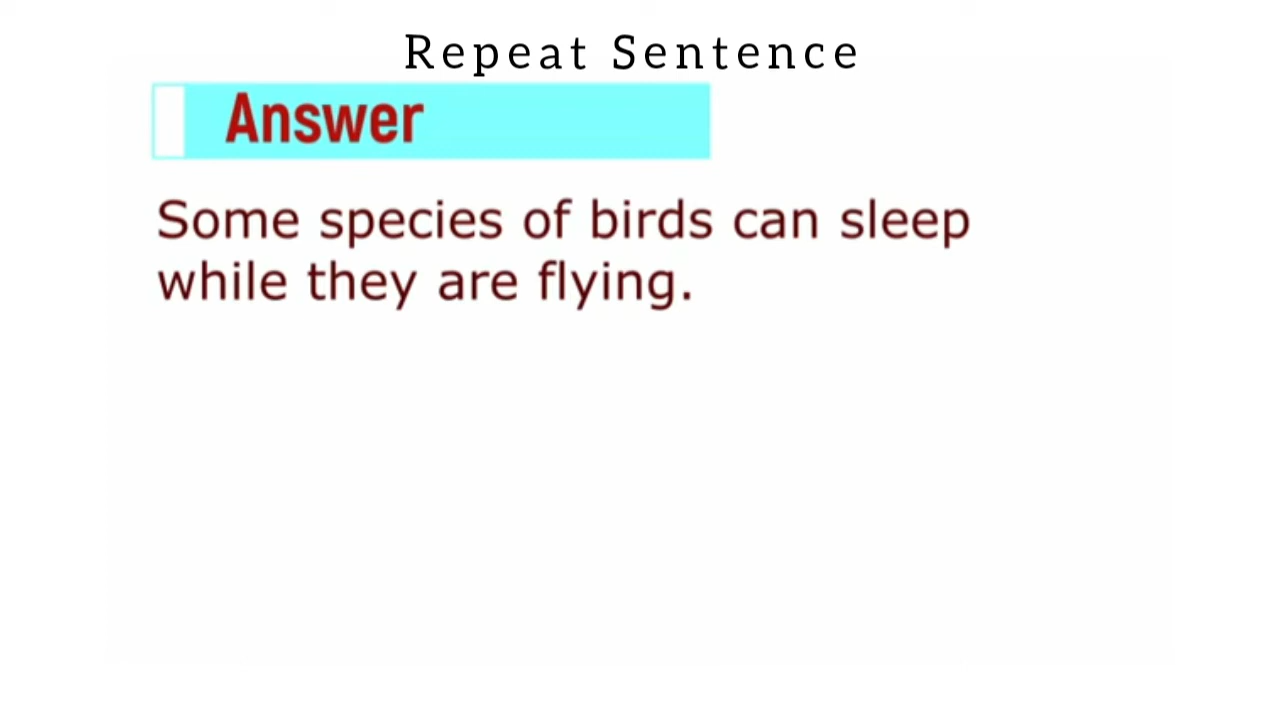 Repeat Sentence
Answer
Some species of birds can sleep
while they are flying.